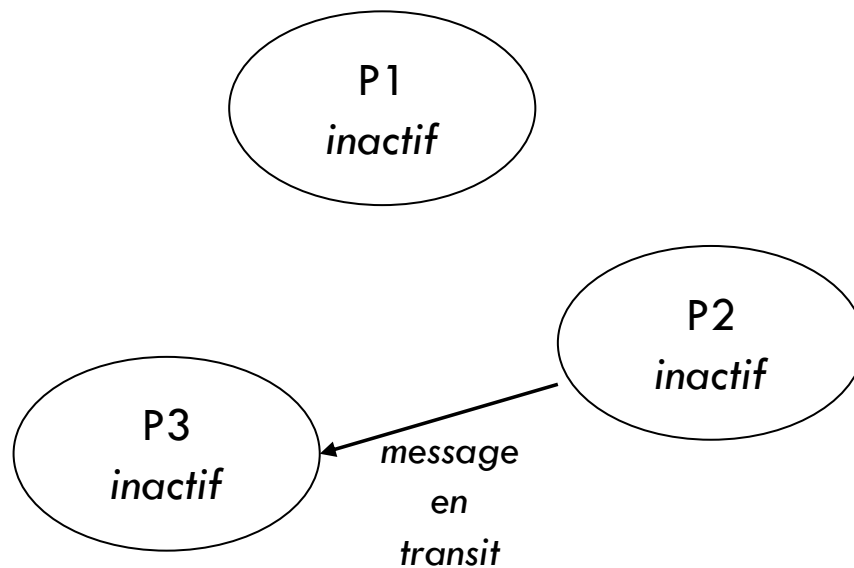 P1
inactif
P2
inactif
P3
inactif
message
en
transit